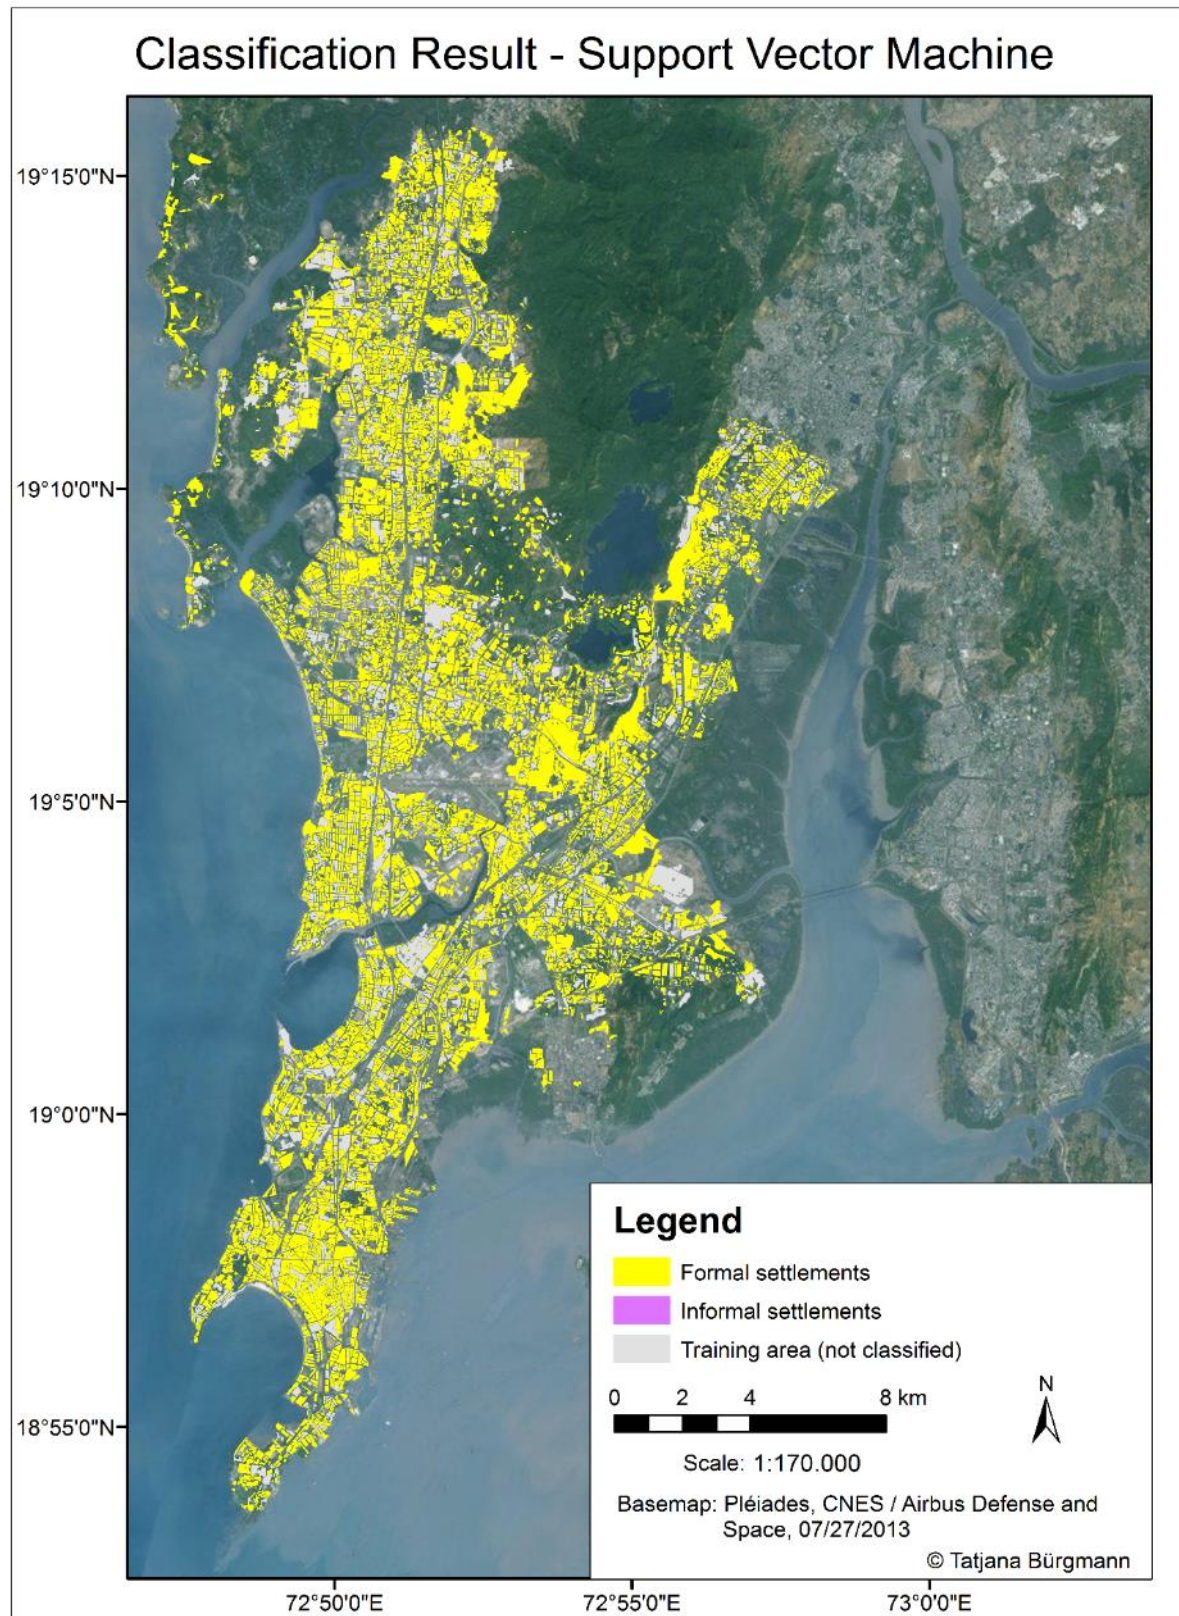 Classification Result - Support Vector Machine
19°15'0"N
19°10'0"N
19°5'0"N
19°0'0"N
18°55'0"N
Legend
Formal settlements
Informal settlements
Training area (not classified)
0 2 4 8 km
N
Scale: 1:170.000
Basemap: Pléiades, CNES / Airbus Defense and
Space, 07/27/2013
© Tatjana Bürgmann
72°50'0"E 72°55'0"E 73°0'0"E